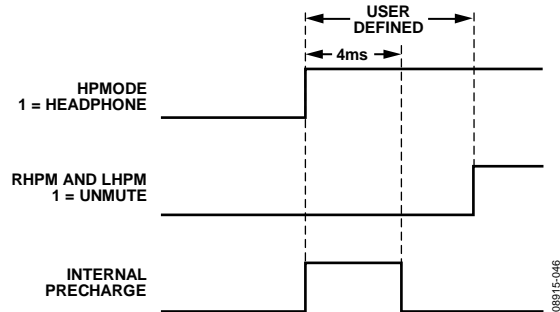 USER
DEFINED
4ms
HPMODE
1 = HEADPHONE
RHPM AND LHPM
1 = UNMUTE
INTERNAL
PRECHARGE
08915-046